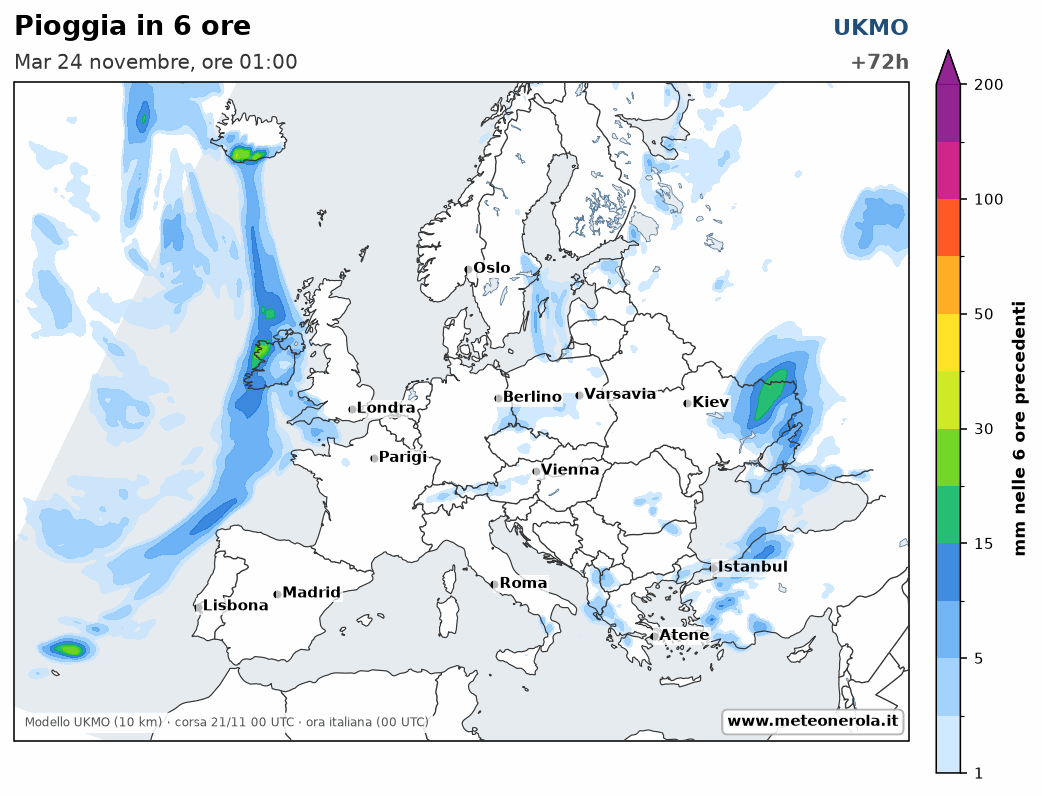 Pioggia in 6 ore
UKMO
Mar 24 novembre, ore 01:00
+72h
200
100
50
30
15
5
1
mm nelle 6 ore precedenti
Oslo
Berlino
Varsavia
Kiev
Londra
Parigi
Vienna
Istanbul
Roma
Madrid
Lisbona
Atene
Modello UKMO (10 km) · corsa 21/11 00 UTC · ora italiana (00 UTC)
www.meteonerola.it